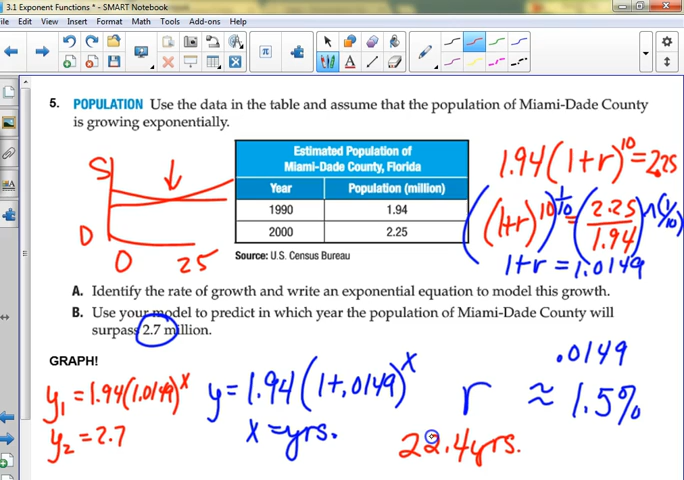 3.1 Exponent Functions * - SMART Notebook
Edit View Insert Format Tools Add-ons Help
5. POPULATION Use the data in the table and assume that the population of Miami-Dade County
is growing exponentially.
Estimated Population of
Miami-Dade County, Florida
Year Population (million)
1990 1.94
2000 2.25
Source: U.S. Census Bureau
S
D
0 25
1.94(1+r)^10 = 2.25
((1+r)^10)^1/10 = (2.25/1.94)^(1/10)
1+r = 1.0149
A. Identify the rate of growth and write an exponential equation to model this growth.
B. Use your model to predict in which year the population of Miami-Dade County will
surpass 2.7 million.
GRAPH!
y1 = 1.94(1.0149)^x
y2 = 2.7
y = 1.94(1+.0149)^x
x = yrs.
.0149
r ≈ 1.5%
22.4yrs.